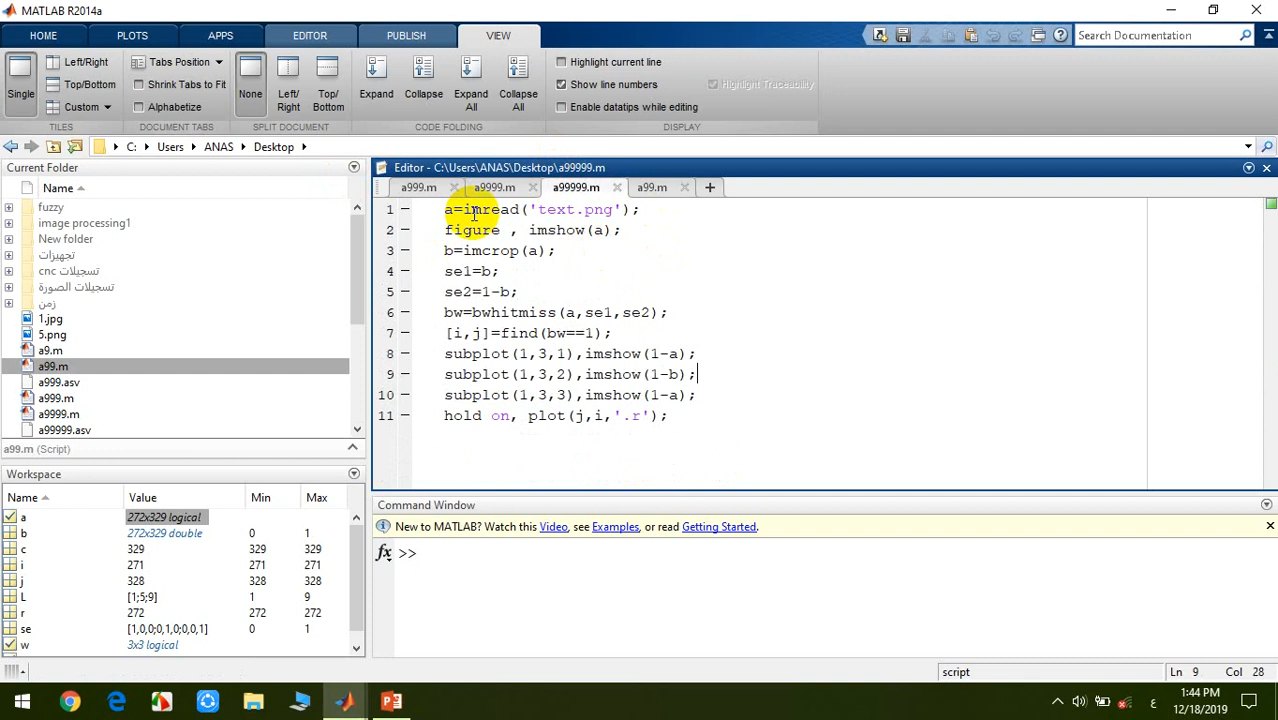 MATLAB R2014a
HOME PLOTS APPS EDITOR PUBLISH VIEW Search Documentation
Single Left/Right Top/Bottom Custom TILES
Tabs Position Shrink Tabs to Fit Alphabetize DOCUMENT TABS
None Left/Right Top/Bottom SPLIT DOCUMENT
Expand Collapse Expand All Collapse All CODE FOLDING
Highlight current line
Show line numbers
Enable datatips while editing
Highlight Traceability
DISPLAY
C: Users ANAS Desktop
Current Folder
Name
fuzzy
image processing1
New folder
تجهيزات
تسجيلات cnc
تسجيلات الصورة
زمن
1.jpg
5.png
a9.m
a99.m
a99.asv
a999.m
a9999.m
a99999.asv
a99.m (Script)
Workspace
Name Value Min Max
a 272x329 logical
b 272x329 double 0 1
c 329 329 329
i 271 271 271
j 328 328 328
L [1;5;9] 1 9
r 272 272 272
se [1,0,0;0,1,0;0,0,1] 0 1
w 3x3 logical
Editor - C:\Users\ANAS\Desktop\a99999.m
a999.m a9999.m a99999.m a99.m
1 a=imread('text.png');
2 figure , imshow(a);
3 b=imcrop(a);
4 se1=b;
5 se2=1-b;
6 bw=bwhitmiss(a,se1,se2);
7 [i,j]=find(bw==1);
8 subplot(1,3,1),imshow(1-a);
9 subplot(1,3,2),imshow(1-b);
10 subplot(1,3,3),imshow(1-a);
11 hold on, plot(j,i,'.r');
Command Window
New to MATLAB? Watch this Video, see Examples, or read Getting Started.
fx >>
script Ln 9 Col 28
ع 1:44 PM
12/18/2019